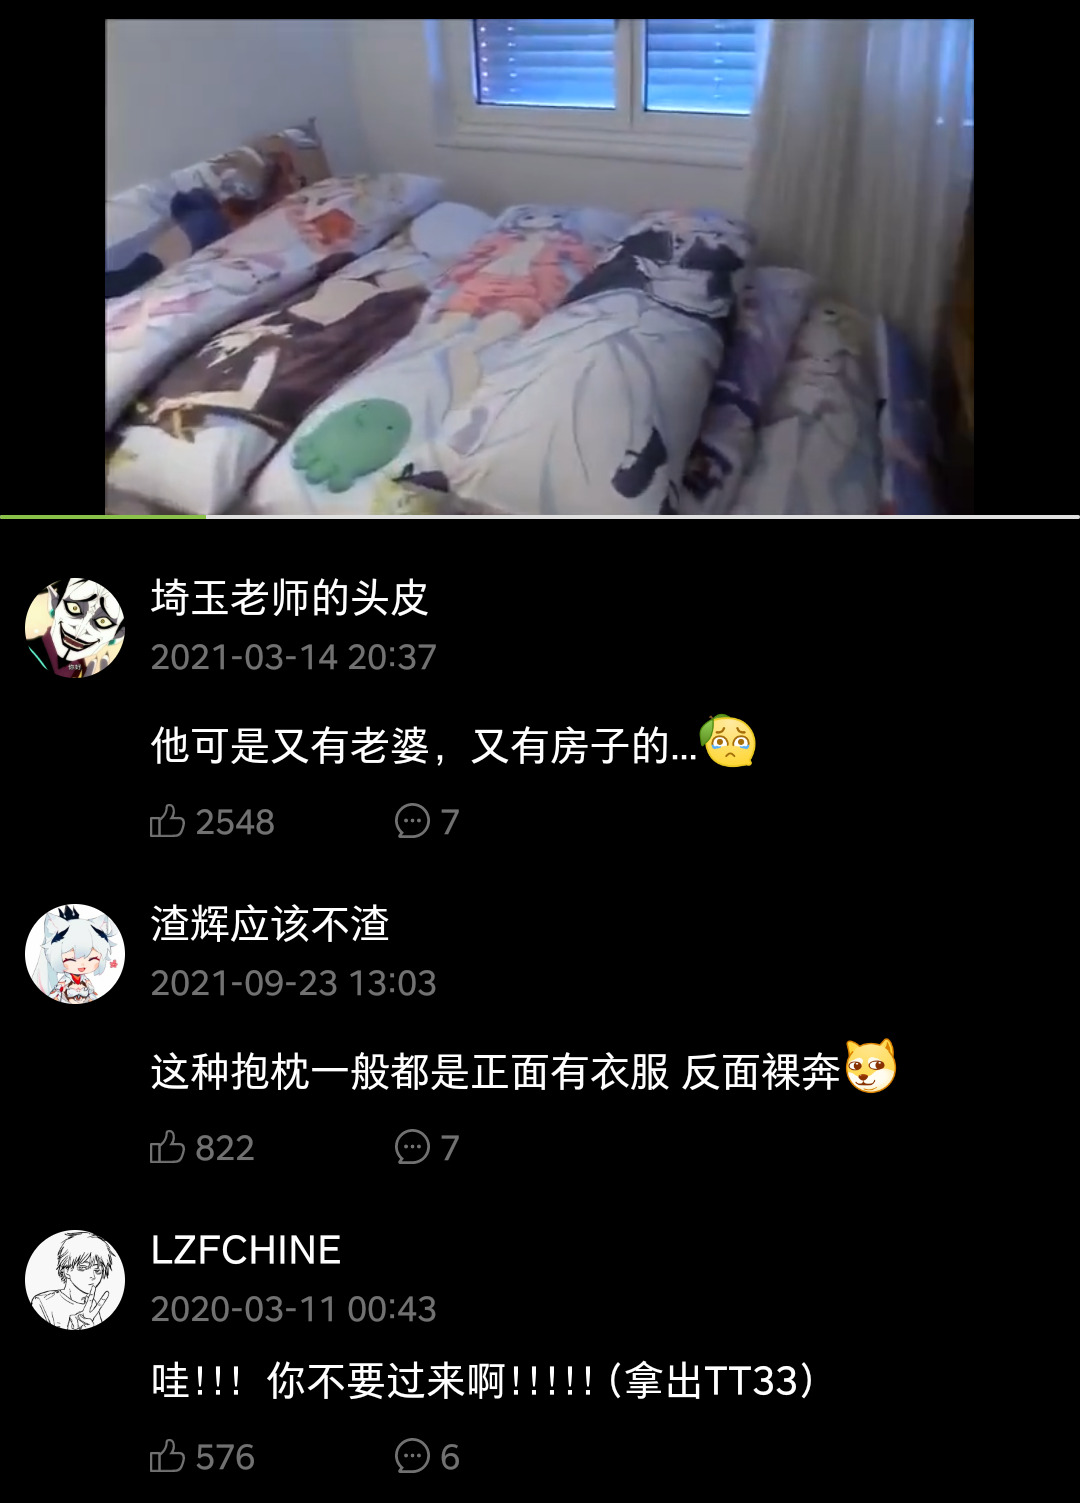 埼玉老师的头皮
2021-03-14 20:37
他可是又有老婆，又有房子的...
2548
7
渣辉应该不渣
2021-09-23 13:03
这种抱枕一般都是正面有衣服 反面裸奔
822
7
LZFCHINE
2020-03-11 00:43
哇!!! 你不要过来啊!!!!!(拿出TT33)
576
6